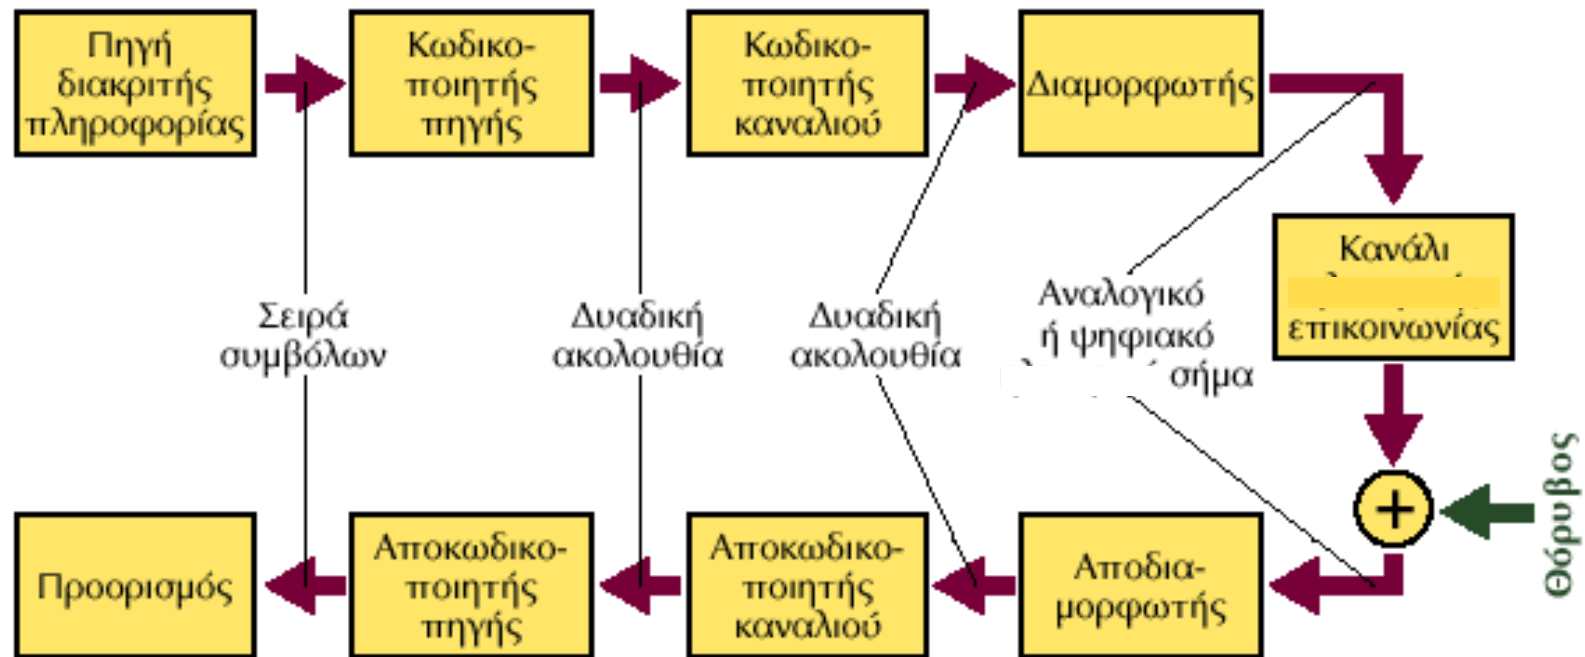 Πηγή
διακριτής
πληροφορίας
Κωδικο-
ποιητής
πηγής
Κωδικο-
ποιητής
καναλιού
Διαμορφωτής
Κανάλι
επικοινωνίας
Σειρά
συμβόλων
Δυαδική
ακολουθία
Δυαδική
ακολουθία
Αναλογικό
ή ψηφιακό
σήμα
+
Θόρυβος
Προορισμός
Αποκωδικο-
ποιητής
πηγής
Αποκωδικο-
ποιητής
καναλιού
Αποδια-
μορφωτής